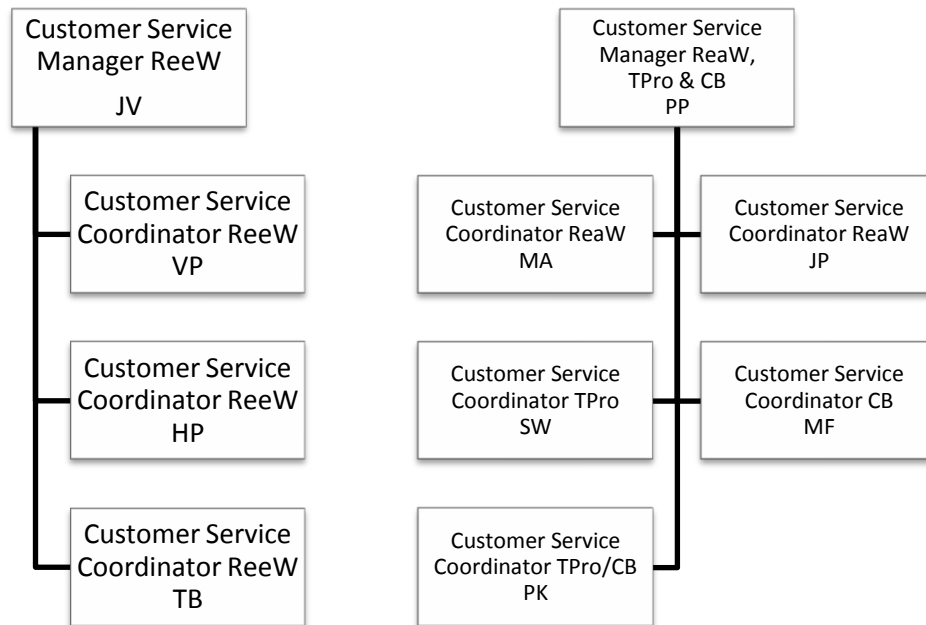 Customer Service
Manager ReeW
JV
Customer Service
Coordinator ReeW
VP
Customer Service
Coordinator ReeW
HP
Customer Service
Coordinator ReeW
TB
Customer Service
Manager ReaW,
TPro & CB
PP
Customer Service
Coordinator ReaW
MA
Customer Service
Coordinator ReaW
JP
Customer Service
Coordinator TPro
SW
Customer Service
Coordinator CB
MF
Customer Service
Coordinator TPro/CB
PK